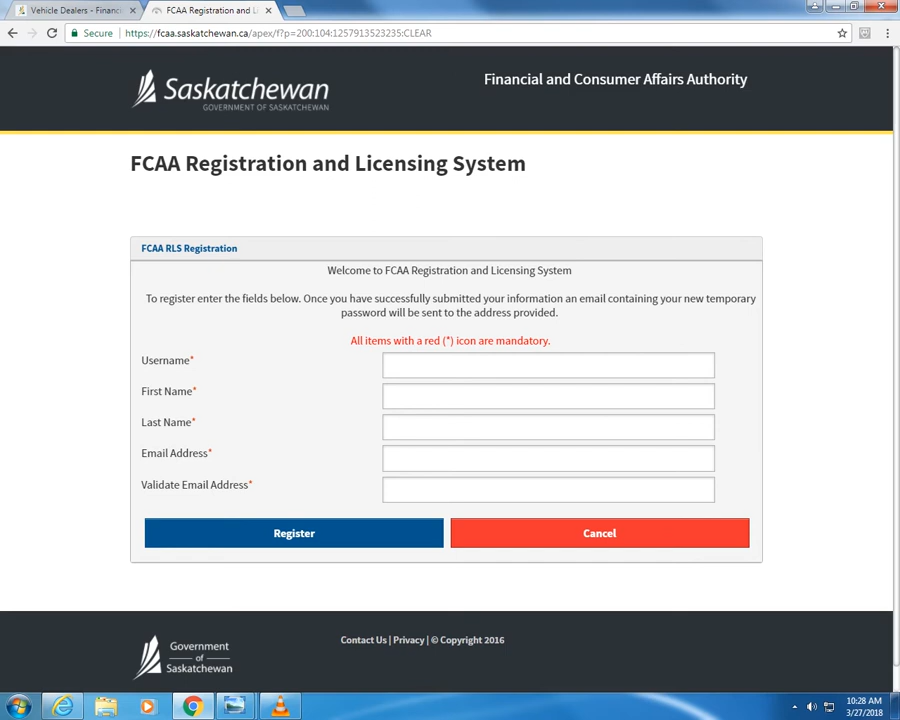 Vehicle Dealers - Financi
FCAA Registration and Li
Secure | https://fcaa.saskatchewan.ca/apex/f?p=200:104:1257913523235:CLEAR
Saskatchewan
GOVERNMENT OF SASKATCHEWAN
Financial and Consumer Affairs Authority
FCAA Registration and Licensing System
FCAA RLS Registration
Welcome to FCAA Registration and Licensing System
To register enter the fields below. Once you have successfully submitted your information an email containing your new temporary
password will be sent to the address provided.
All items with a red (*) icon are mandatory.
Username*
First Name*
Last Name*
Email Address*
Validate Email Address*
Register
Cancel
Government
of
Saskatchewan
Contact Us | Privacy | © Copyright 2016
10:28 AM
3/27/2018